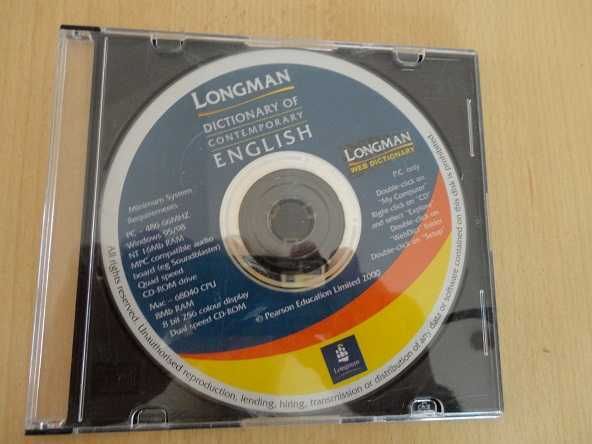 LONGMAN
DICTIONARY OF
CONTEMPORARY
ENGLISH
LONGMAN
WEB DICTIONARY
P.C. only
Double-click on
"My Computer"
Right-click on "CD"
and select "Explore"
Double-click on
"WebDict" folder
Double-click on "Setup"
Minimum System
Requirements
PC – 486 66MHZ
Windows 95/98
NT 16Mb RAM
MPC compatible audio
board (eg Soundblaster)
Quad speed
CD-ROM drive
Mac – 68040 CPU
8Mb RAM
8 bit 256 colour display
Dual speed CD-ROM
© Pearson Education Limited 2000
Longman
All rights reserved. Unauthorised reproduction, lending, hiring, transmission or distribution of any data or software contained on this disk is prohibited